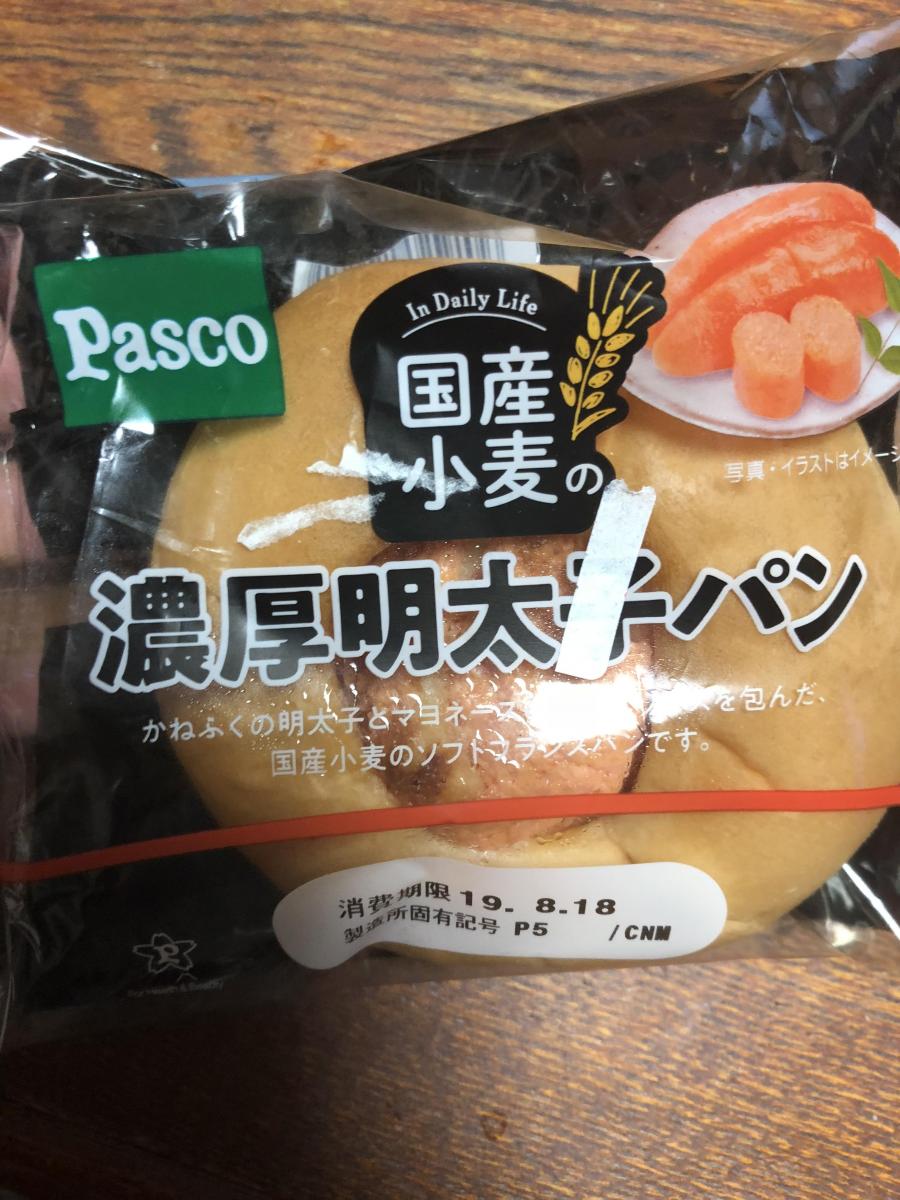 Pasco
In Daily Life
国産
小麦の
写真・イラストはイメージ
濃厚明太子パン
かねふくの明太子とマヨネーズ を包んだ、
国産小麦のソフトフランスパンです。
消費期限 19. 8.18
製造所固有記号 P5 /CNM